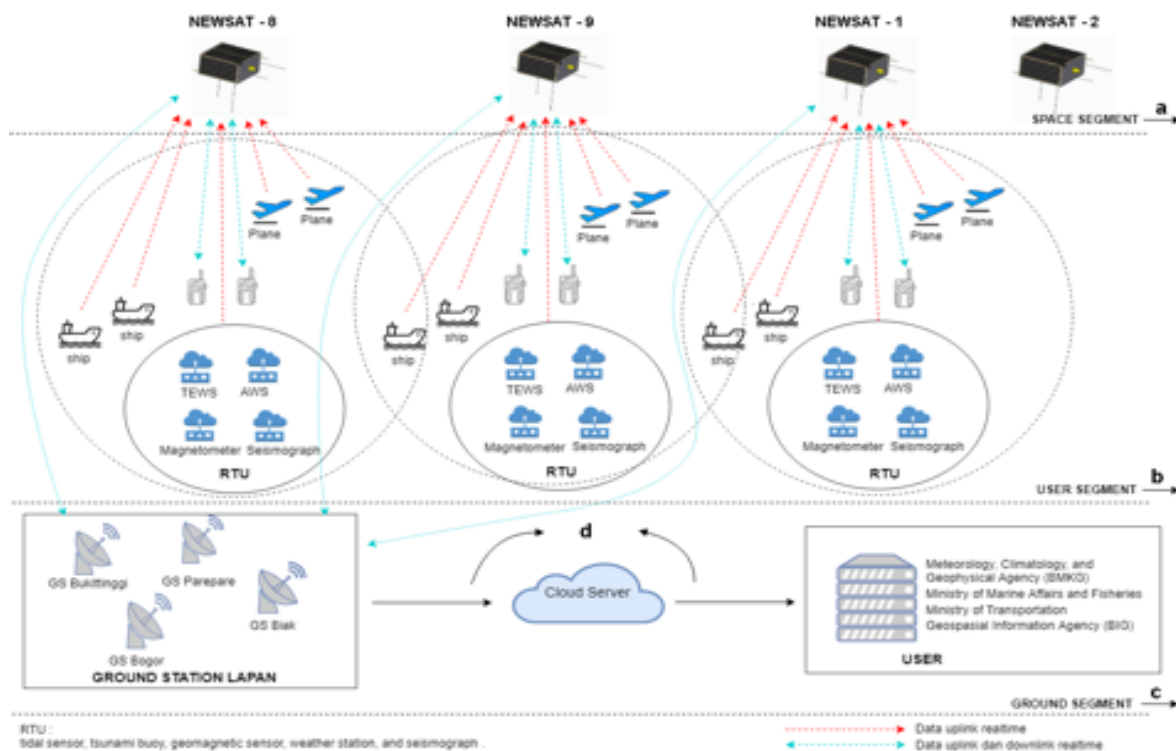 NEWSAT - 8
NEWSAT - 9
NEWSAT - 1
NEWSAT - 2
a
SPACE SEGMENT
Plane
Plane
Plane
Plane
Plane
Plane
ship
ship
ship
ship
ship
ship
TEWS
AWS
Magnetometer
Seismograph
RTU
TEWS
AWS
Magnetometer
Seismograph
RTU
TEWS
AWS
Magnetometer
Seismograph
RTU
b
USER SEGMENT
GS Bukittinggi
GS Parepare
GS Biak
GS Bogor
GROUND STATION LAPAN
d
Cloud Server
Meteorology, Climatology, and
Geophysical Agency (BMKG)
Ministry of Marine Affairs and Fisheries
Ministry of Transportation
Geospasial Information Agency (BIG)
USER
c
GROUND SEGMENT
RTU :
tidal sensor, tsunami buoy, geomagnetic sensor, weather station, and seismograph .
Data uplink realtime
Data uplink dan downlink realtime